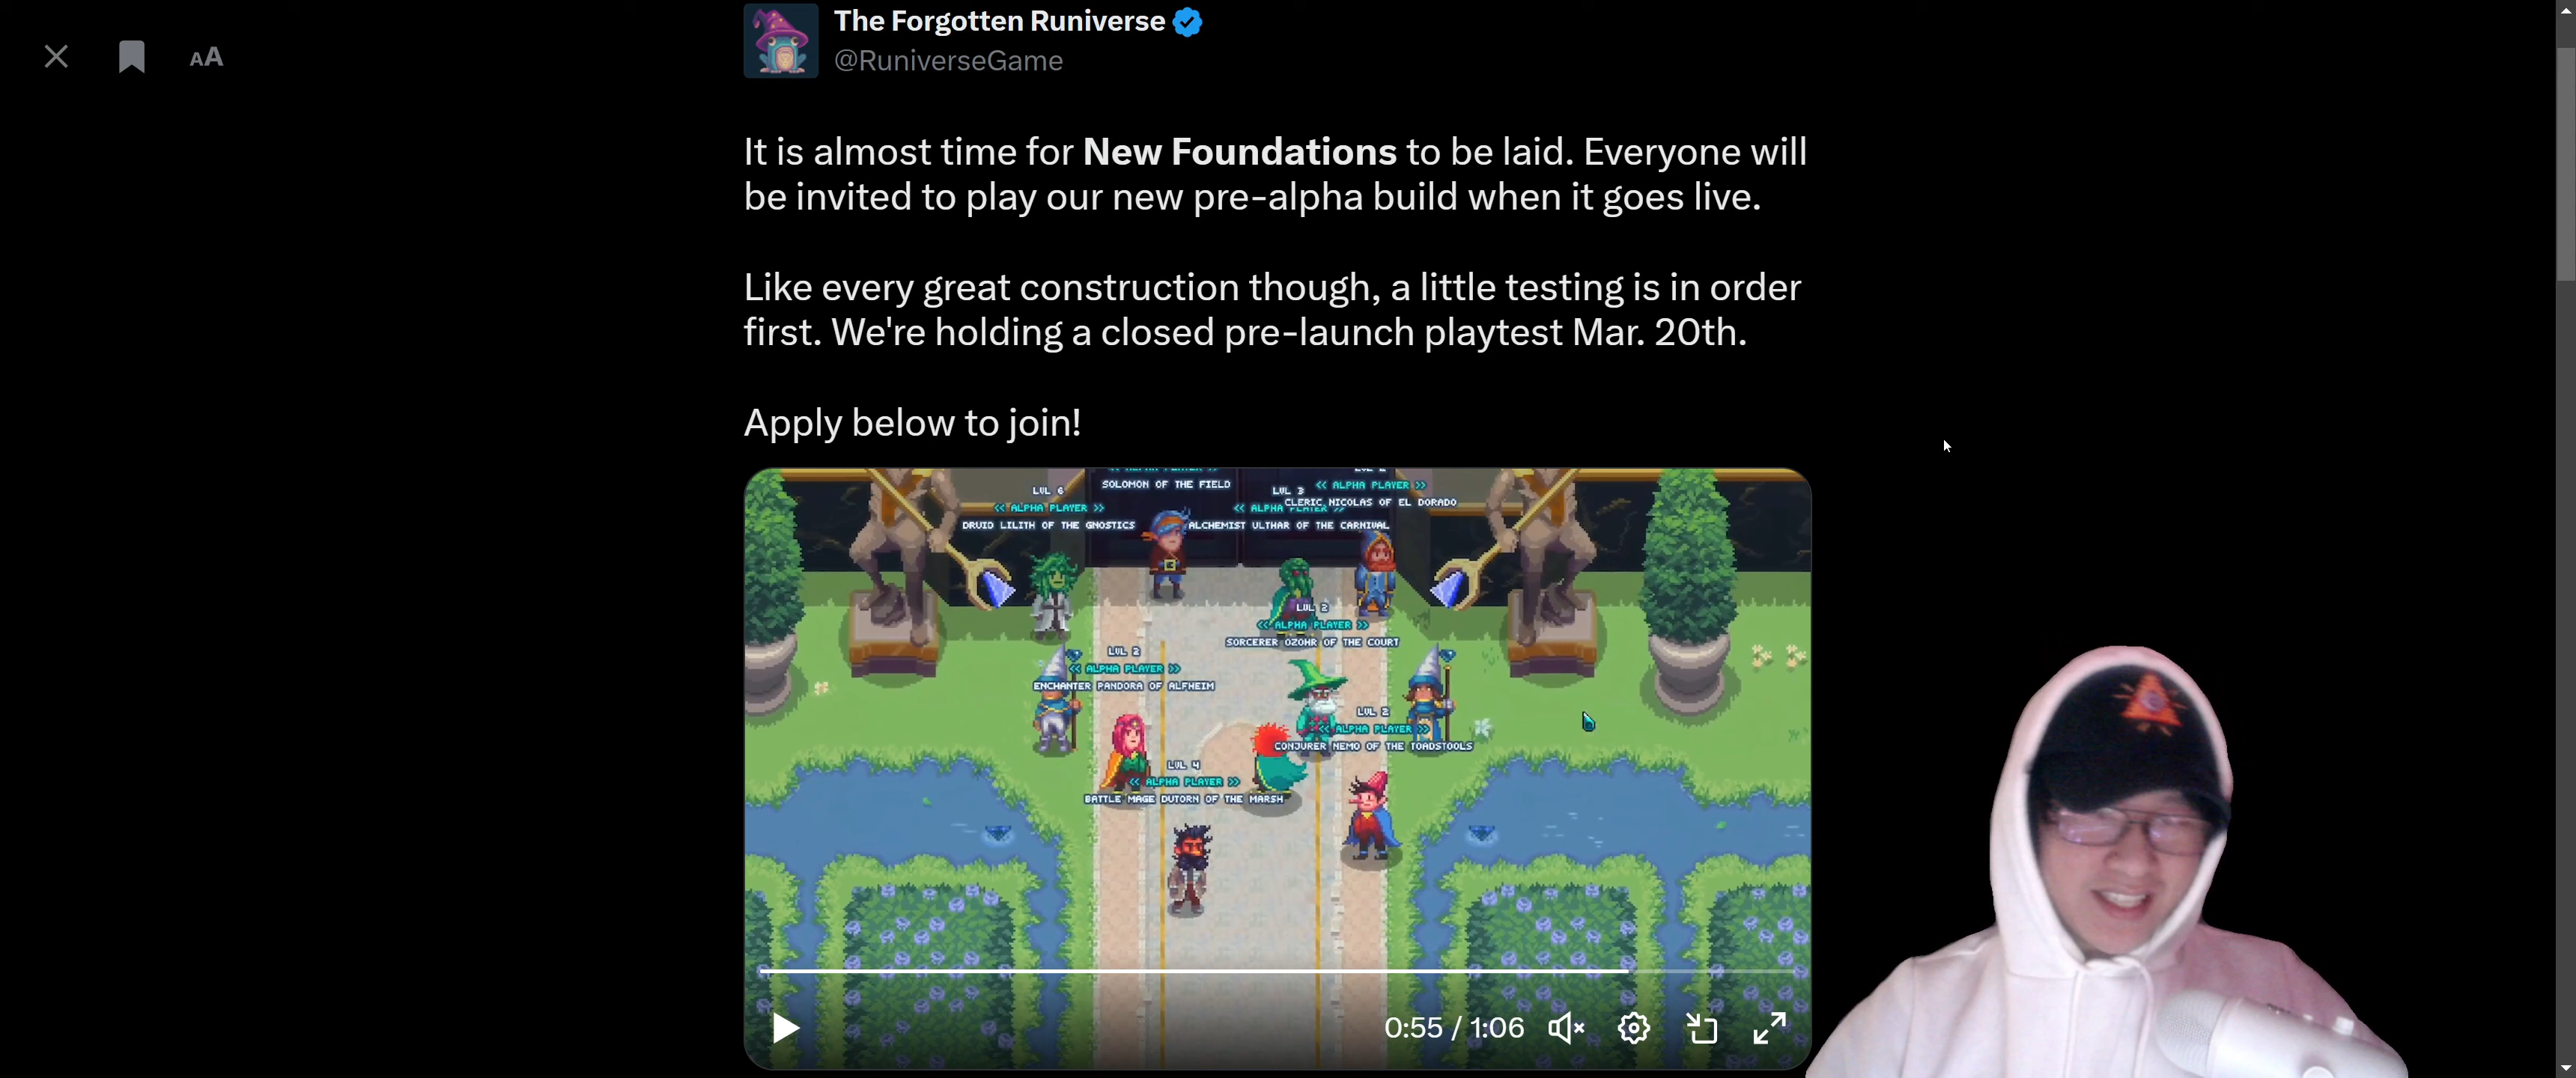 The Forgotten Runiverse
@RuniverseGame
AA
It is almost time for New Foundations to be laid. Everyone will
be invited to play our new pre-alpha build when it goes live.
Like every great construction though, a little testing is in order
first. We're holding a closed pre-launch playtest Mar. 20th.
Apply below to join!
SOLOMON OF THE FIELD
LVL 6
<< ALPHA PLAYER >>
DRUID LILITH OF THE GNOSTICS
<< ALPHA PLAYER >>
CLERIC NICOLAS OF EL DORADO
LVL 3
<< ALPHA PLAYER >>
ALCHEMIST ULTHAR OF THE CARNIVAL
LVL 2
<< ALPHA PLAYER >>
SORCERER OZOHR OF THE COURT
LVL 2
<< ALPHA PLAYER >>
ENCHANTER PANDORA OF ALFHEIM
LVL 2
<< ALPHA PLAYER >>
CONJURER NEMO OF THE TOADSTOOLS
LVL 4
<< ALPHA PLAYER >>
BATTLE MAGE DUTORN OF THE MARSH
0:55 / 1:06